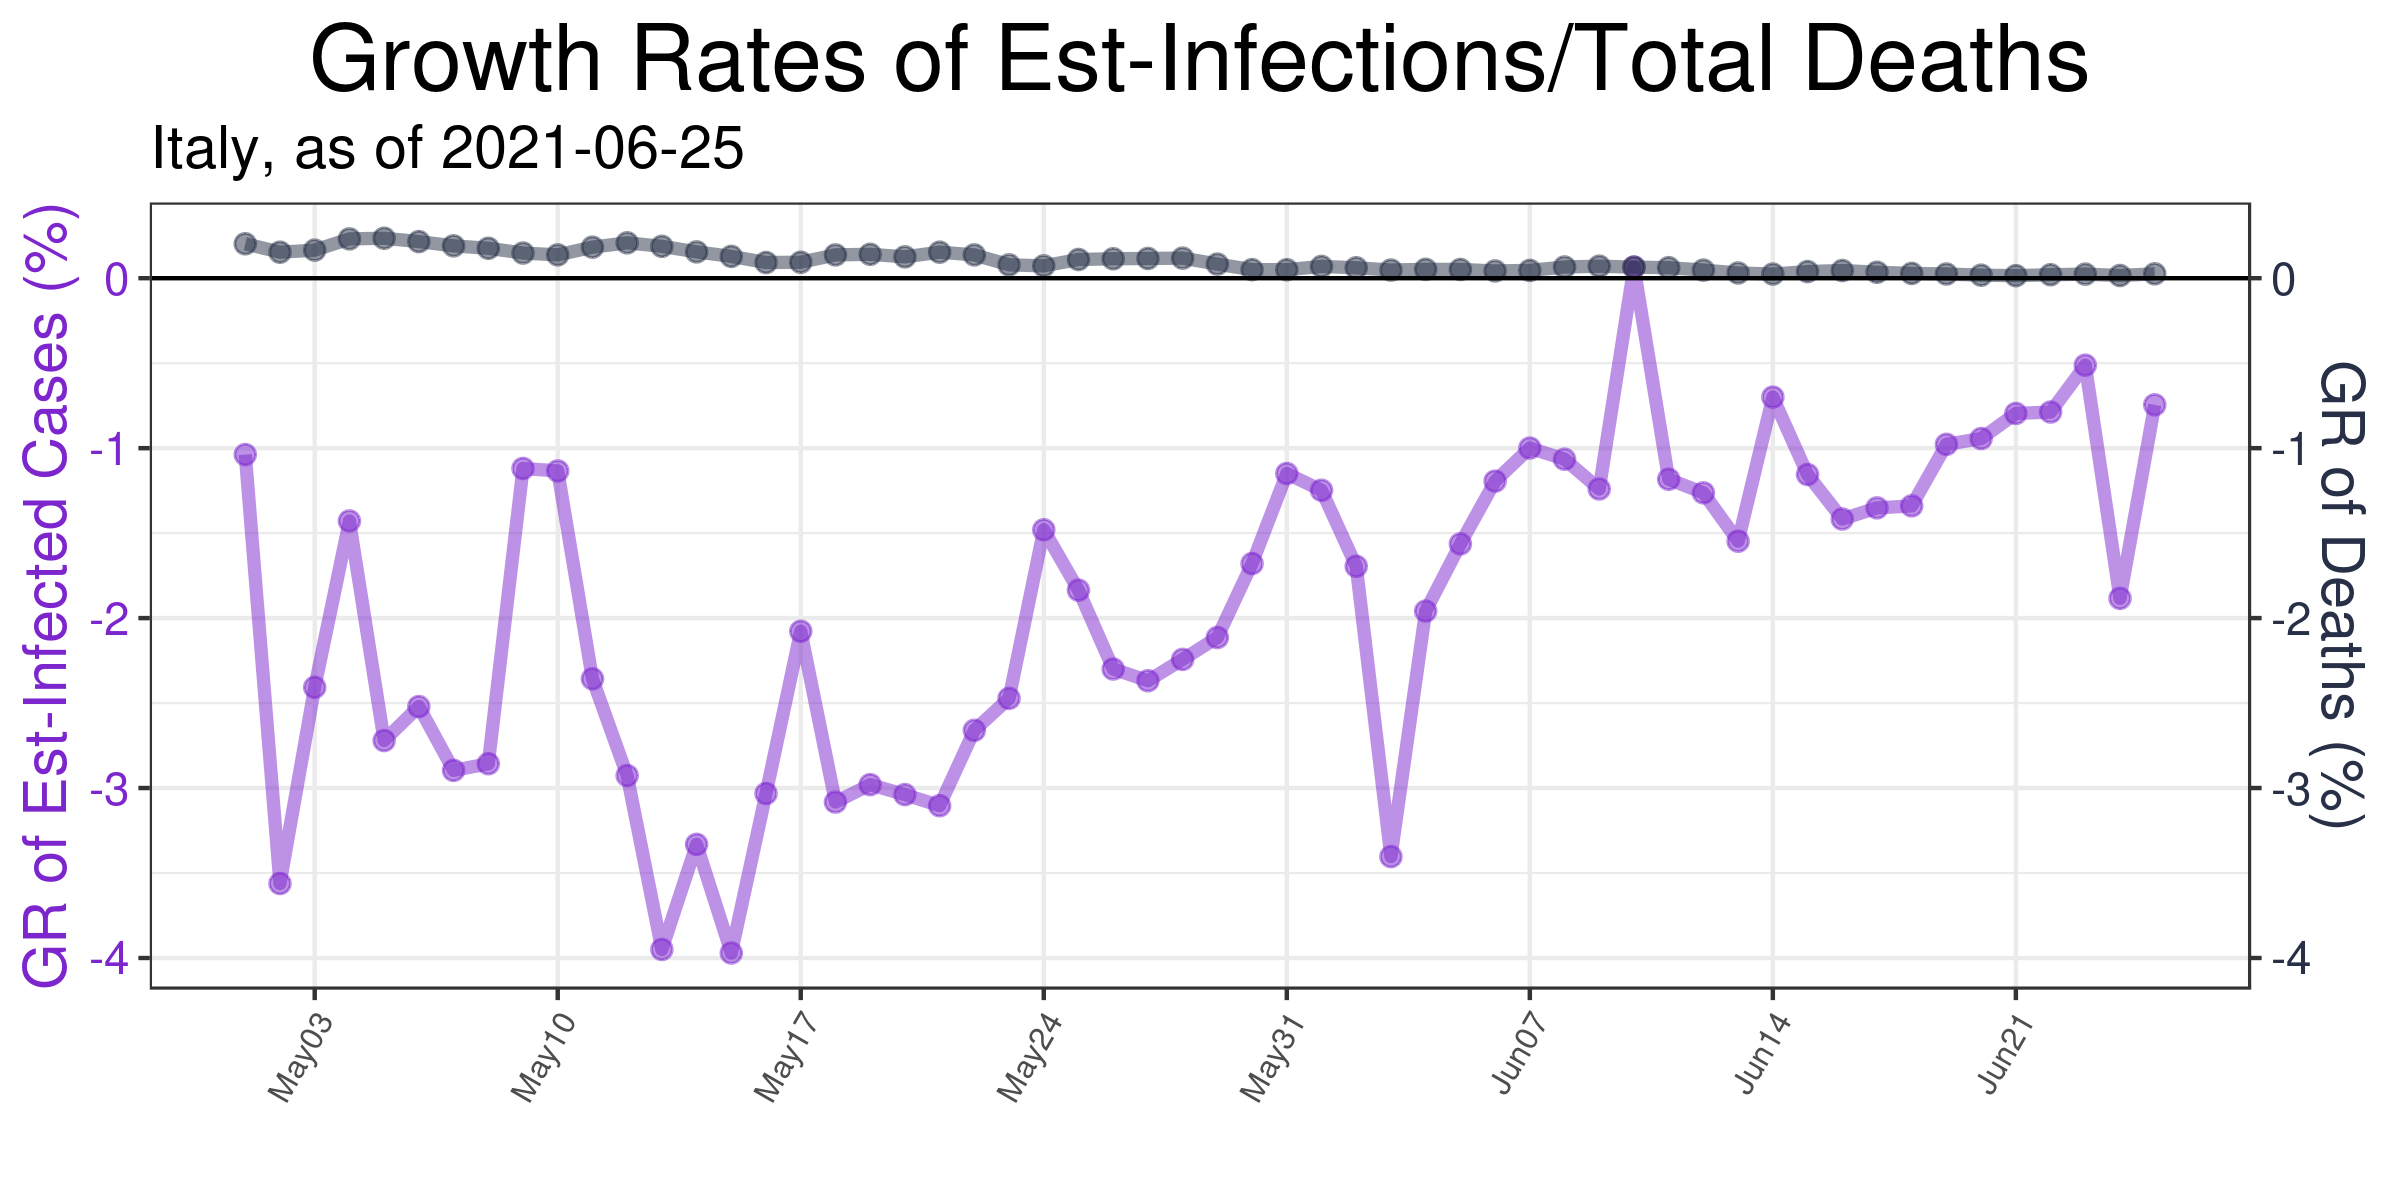 Growth Rates of Est-Infections/Total Deaths
Italy, as of 2021-06-25
GR of Est-Infected Cases (%)
0
-1
-2
-3
-4
0
-1
-2
-3
-4
GR of Deaths (%)
May03
May10
May17
May24
May31
Jun07
Jun14
Jun21